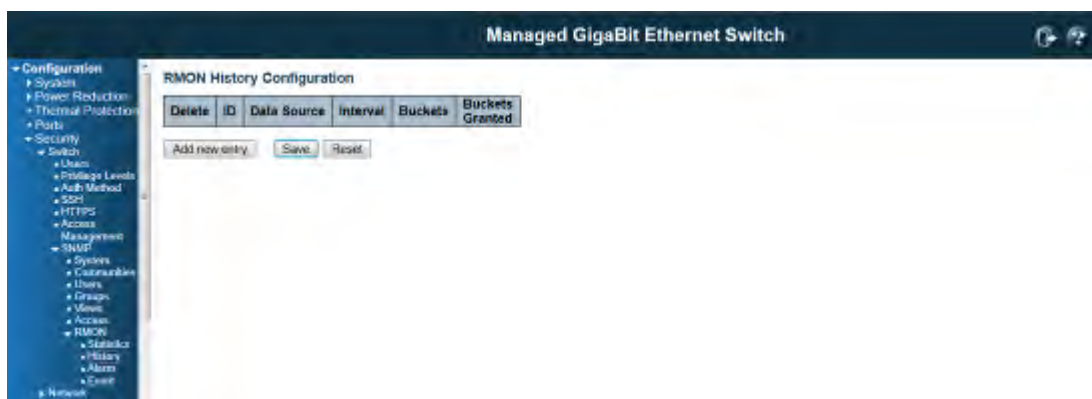 Managed GigaBit Ethernet Switch
Configuration
System
Power Reduction
Thermal Protection
Ports
Security
Switch
Users
Privilege Levels
Auth Method
SSH
HTTPS
Access
Management
SNMP
System
Communities
Users
Groups
Views
Access
RMON
Statistics
History
Alarm
Event
Network
RMON History Configuration
Delete ID Data Source Interval Buckets Buckets Granted
Add new entry Save Reset